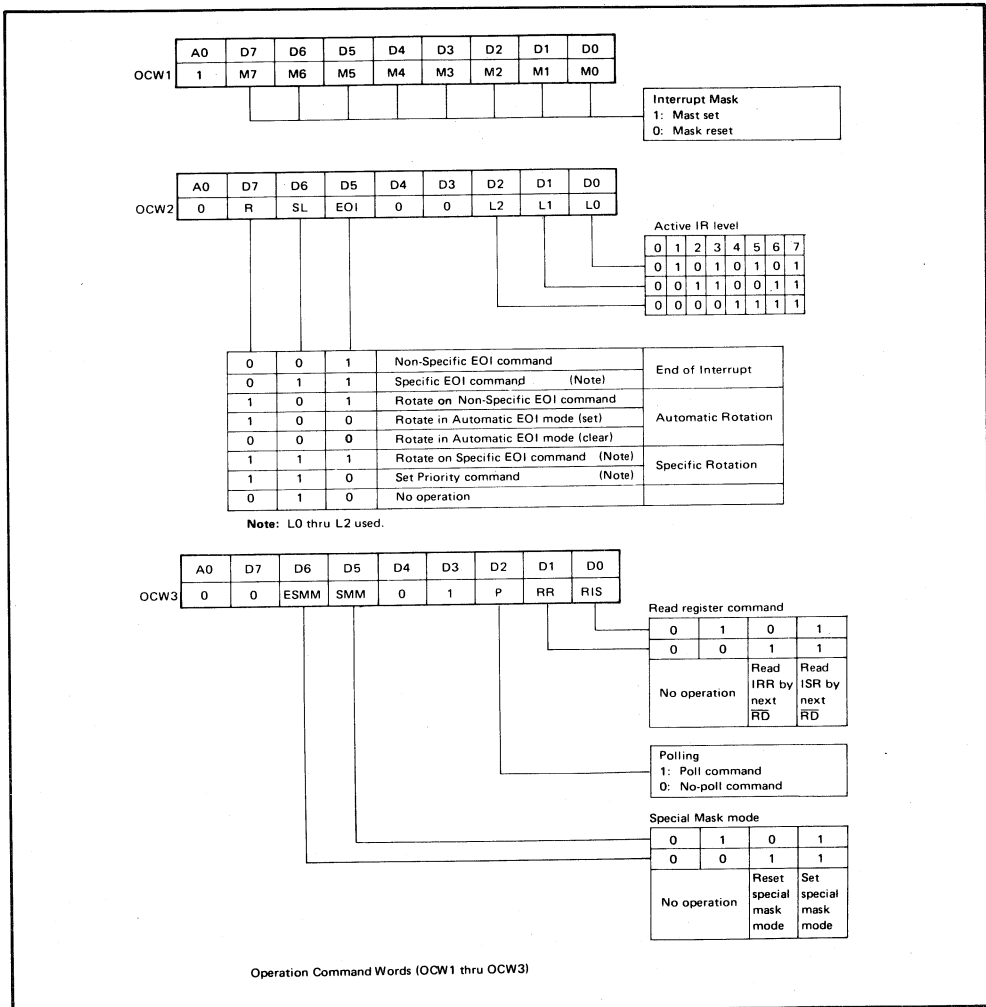 A0 D7 D6 D5 D4 D3 D2 D1 D0
OCW1 1 M7 M6 M5 M4 M3 M2 M1 M0
Interrupt Mask
1: Mast set
0: Mask reset
A0 D7 D6 D5 D4 D3 D2 D1 D0
OCW2 0 R SL EOI 0 0 L2 L1 L0
Active IR level
0 1 2 3 4 5 6 7
0 1 0 1 0 1 0 1
0 0 1 1 0 0 1 1
0 0 0 0 1 1 1 1
0 0 1 Non-Specific EOI command End of Interrupt
0 1 1 Specific EOI command (Note)
1 0 1 Rotate on Non-Specific EOI command Automatic Rotation
1 0 0 Rotate in Automatic EOI mode (set)
0 0 0 Rotate in Automatic EOI mode (clear)
1 1 1 Rotate on Specific EOI command (Note) Specific Rotation
1 1 0 Set Priority command (Note)
0 1 0 No operation
Note: L0 thru L2 used.
A0 D7 D6 D5 D4 D3 D2 D1 D0
OCW3 0 0 ESMM SMM 0 1 P RR RIS
Read register command
0 1 0 1
0 0 1 1
No operation Read IRR by next R̅D̅ Read ISR by next R̅D̅
Polling
1: Poll command
0: No-poll command
Special Mask mode
0 1 0 1
0 0 1 1
No operation Reset special mask mode Set special mask mode
Operation Command Words (OCW1 thru OCW3)